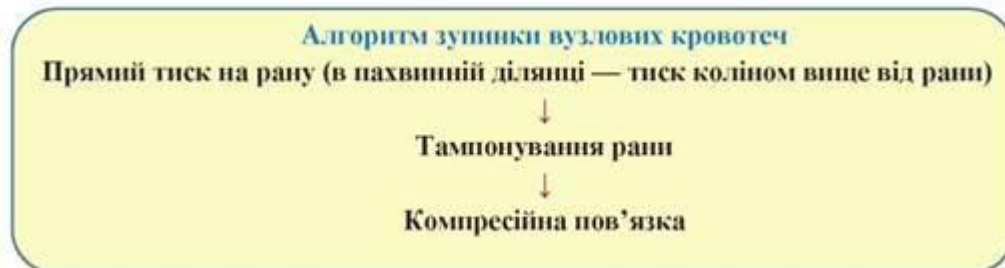 Алгоритм зупинки вузлових кровотеч
Прямий тиск на рану (в пахвинній ділянці — тиск коліном вище від рани)
↓
Тампонування рани
↓
Компресійна пов’язка